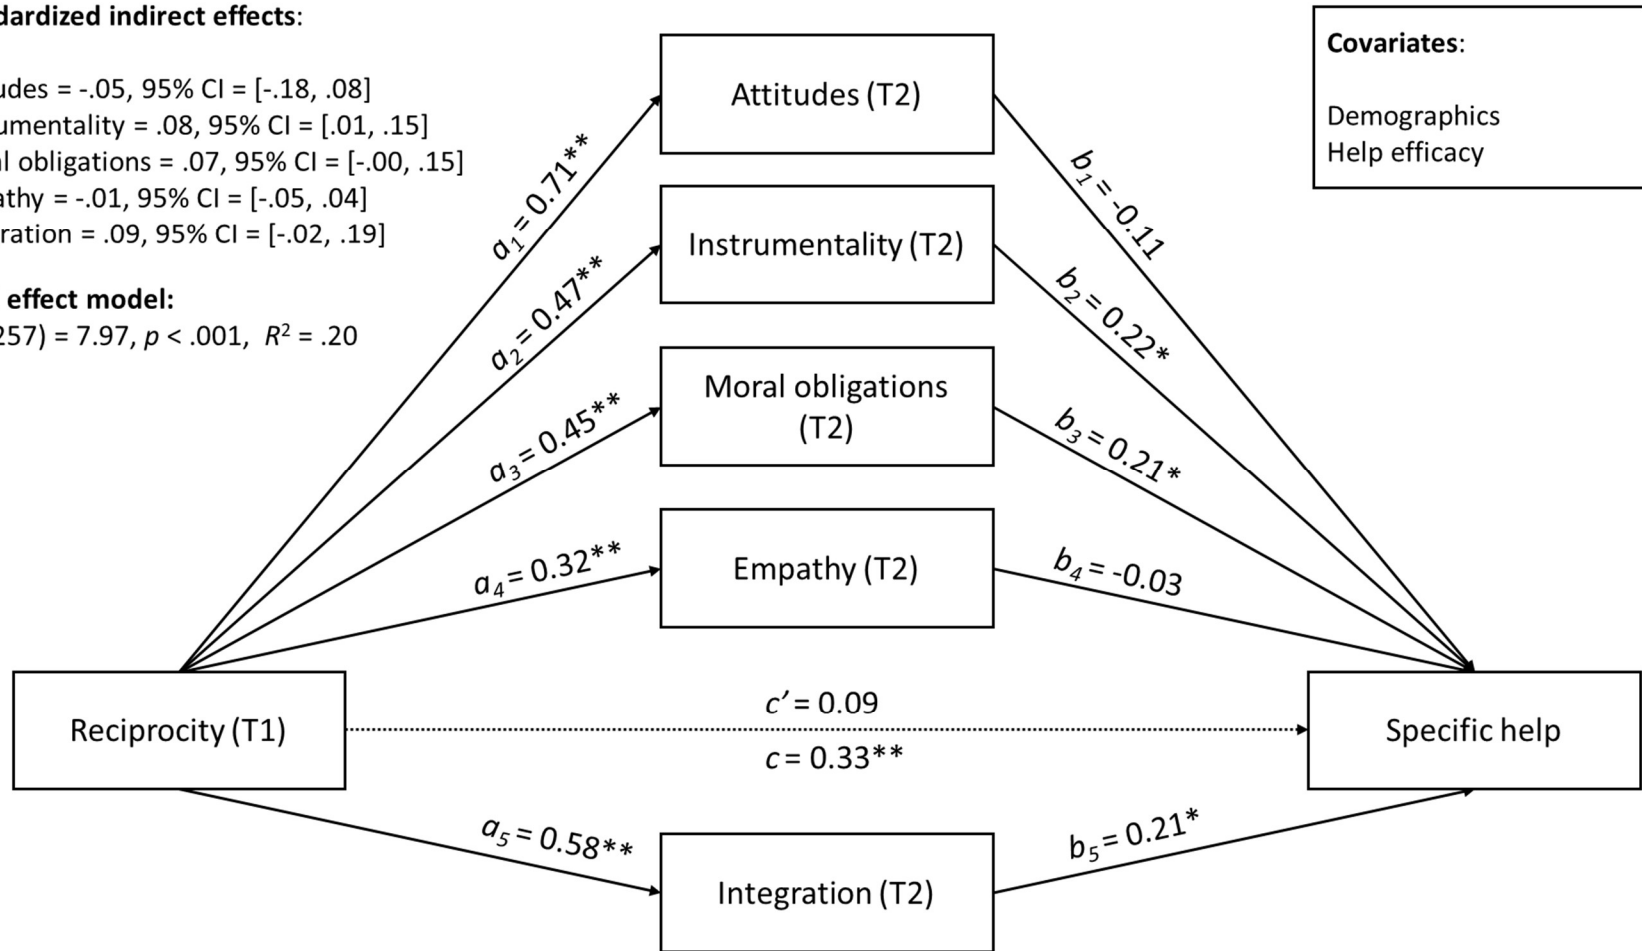 dardized indirect effects:
udes = -.05, 95% CI = [-.18, .08]
umentality = .08, 95% CI = [.01, .15]
l obligations = .07, 95% CI = [-.00, .15]
athy = -.01, 95% CI = [-.05, .04]
ration = .09, 95% CI = [-.02, .19]
effect model:
257) = 7.97, p < .001, R² = .20
Covariates:
Demographics
Help efficacy
Attitudes (T2)
Instrumentality (T2)
Moral obligations
(T2)
Empathy (T2)
Reciprocity (T1)
Specific help
Integration (T2)
a₁ = 0.71**
a₂ = 0.47**
a₃ = 0.45**
a₄ = 0.32**
a₅ = 0.58**
b₁ = -0.11
b₂ = 0.22*
b₃ = 0.21*
b₄ = -0.03
b₅ = 0.21*
c′ = 0.09
c = 0.33**